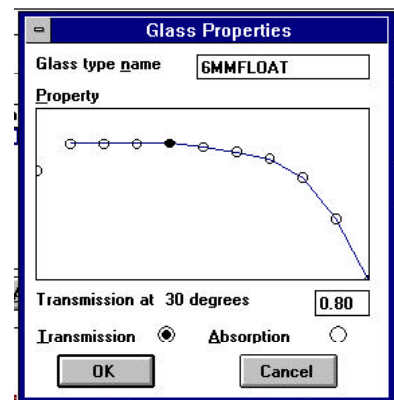 Glass Properties
Glass type name 6MMFLOAT
Property
Transmission at 30 degrees 0.80
Transmission Absorption
OK Cancel